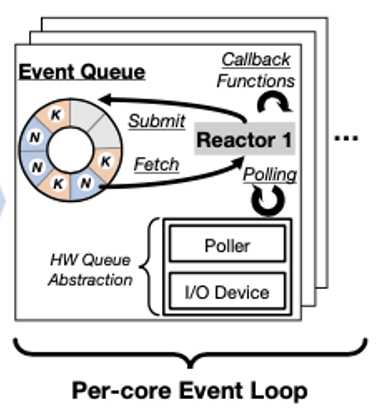 Event Queue
Callback
Functions
K
N
N
K
N
K
Submit
Fetch
Reactor 1
Polling
...
HW Queue
Abstraction
Poller
I/O Device
Per-core Event Loop